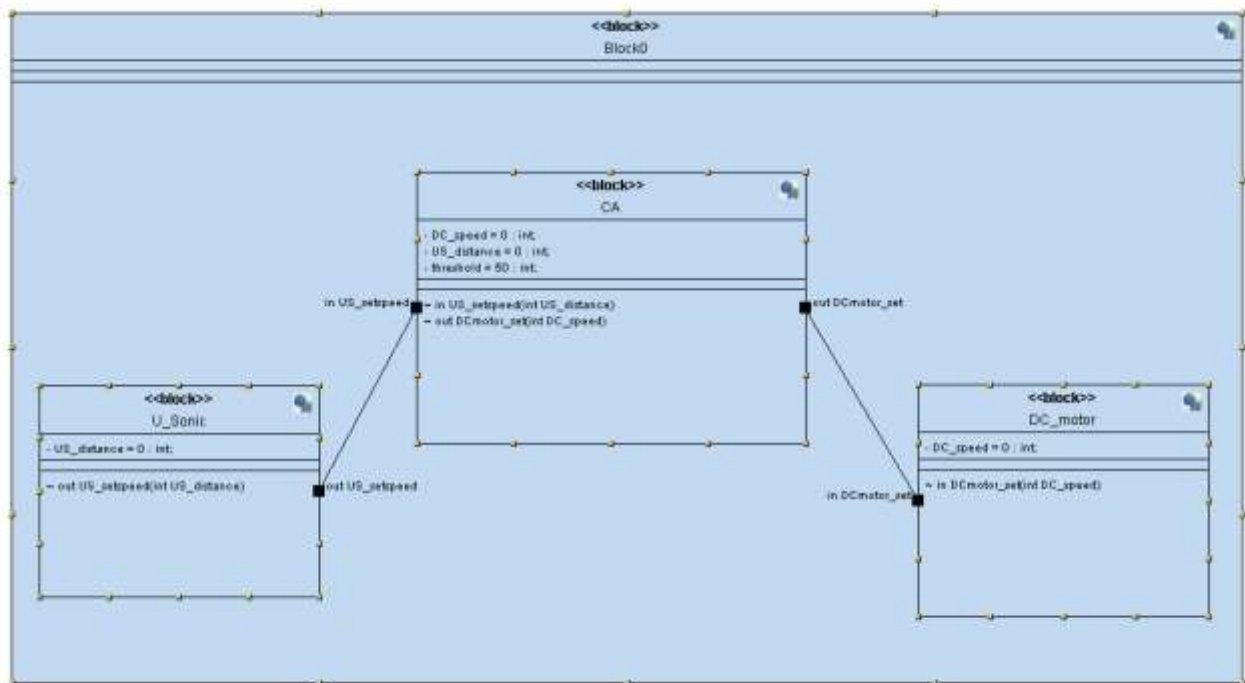 <<block>>
Block0
<<block>>
CA
- DC_speed = 0 : int;
- US_distance = 0 : int;
- threshold = 50 : int;
in US_setspeed
~ in US_setspeed(int US_distance)
~ out DCmotor_set(int DC_speed)
out DCmotor_set
<<block>>
U_Sonic
- US_distance = 0 : int;
~ out US_setspeed(int US_distance)
out US_setspeed
<<block>>
DC_motor
- DC_speed = 0 : int;
~ in DCmotor_set(int DC_speed)
in DCmotor_set